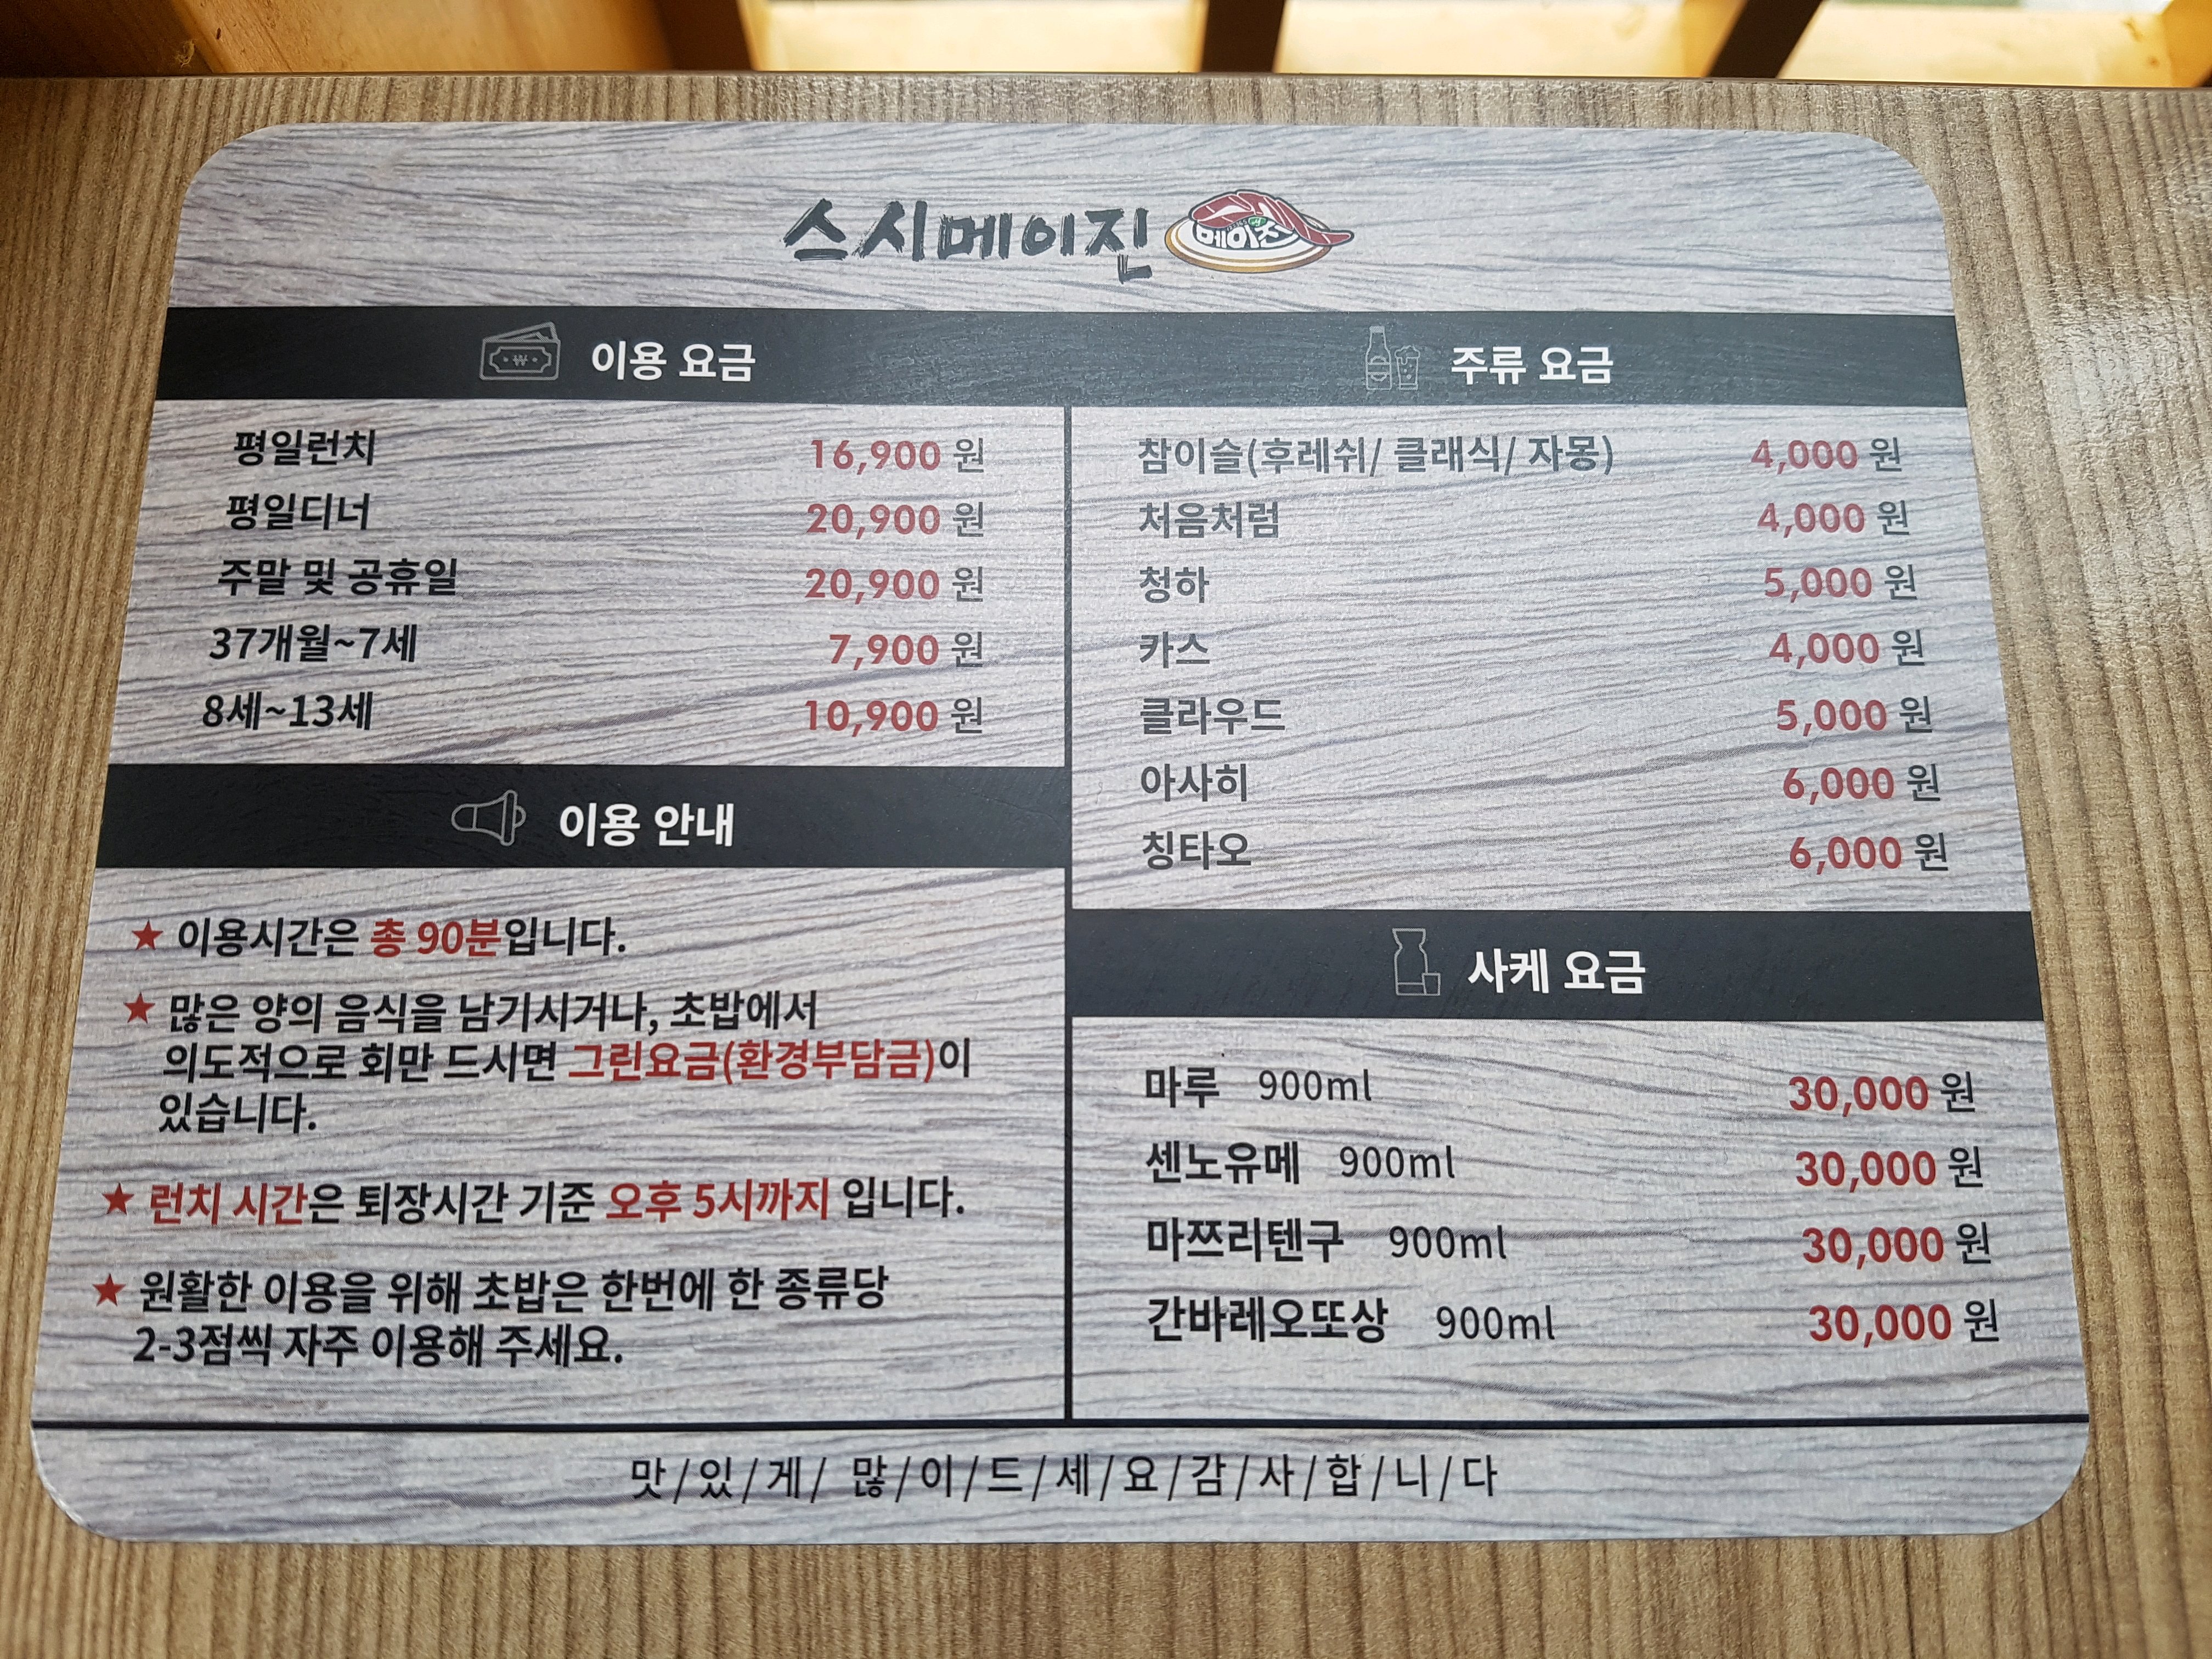 스시메이진 메이진
이용 요금
평일런치 16,900 원
평일디너 20,900 원
주말 및 공휴일 20,900 원
37개월~7세 7,900 원
8세~13세 10,900 원
이용 안내
★ 이용시간은 총 90분입니다.
★ 많은 양의 음식을 남기시거나, 초밥에서
의도적으로 회만 드시면 그린요금(환경부담금)이
있습니다.
★ 런치 시간은 퇴장시간 기준 오후 5시까지 입니다.
★ 원활한 이용을 위해 초밥은 한번에 한 종류당
2-3점씩 자주 이용해 주세요.
주류 요금
참이슬(후레쉬/ 클래식/ 자몽) 4,000 원
처음처럼 4,000 원
청하 5,000 원
카스 4,000 원
클라우드 5,000 원
아사히 6,000 원
칭타오 6,000 원
사케 요금
마루 900ml 30,000 원
센노유메 900ml 30,000 원
마쯔리텐구 900ml 30,000 원
간바레오또상 900ml 30,000 원
맛/있/게/ 많/이/드/세/요/감/사/합/니/다